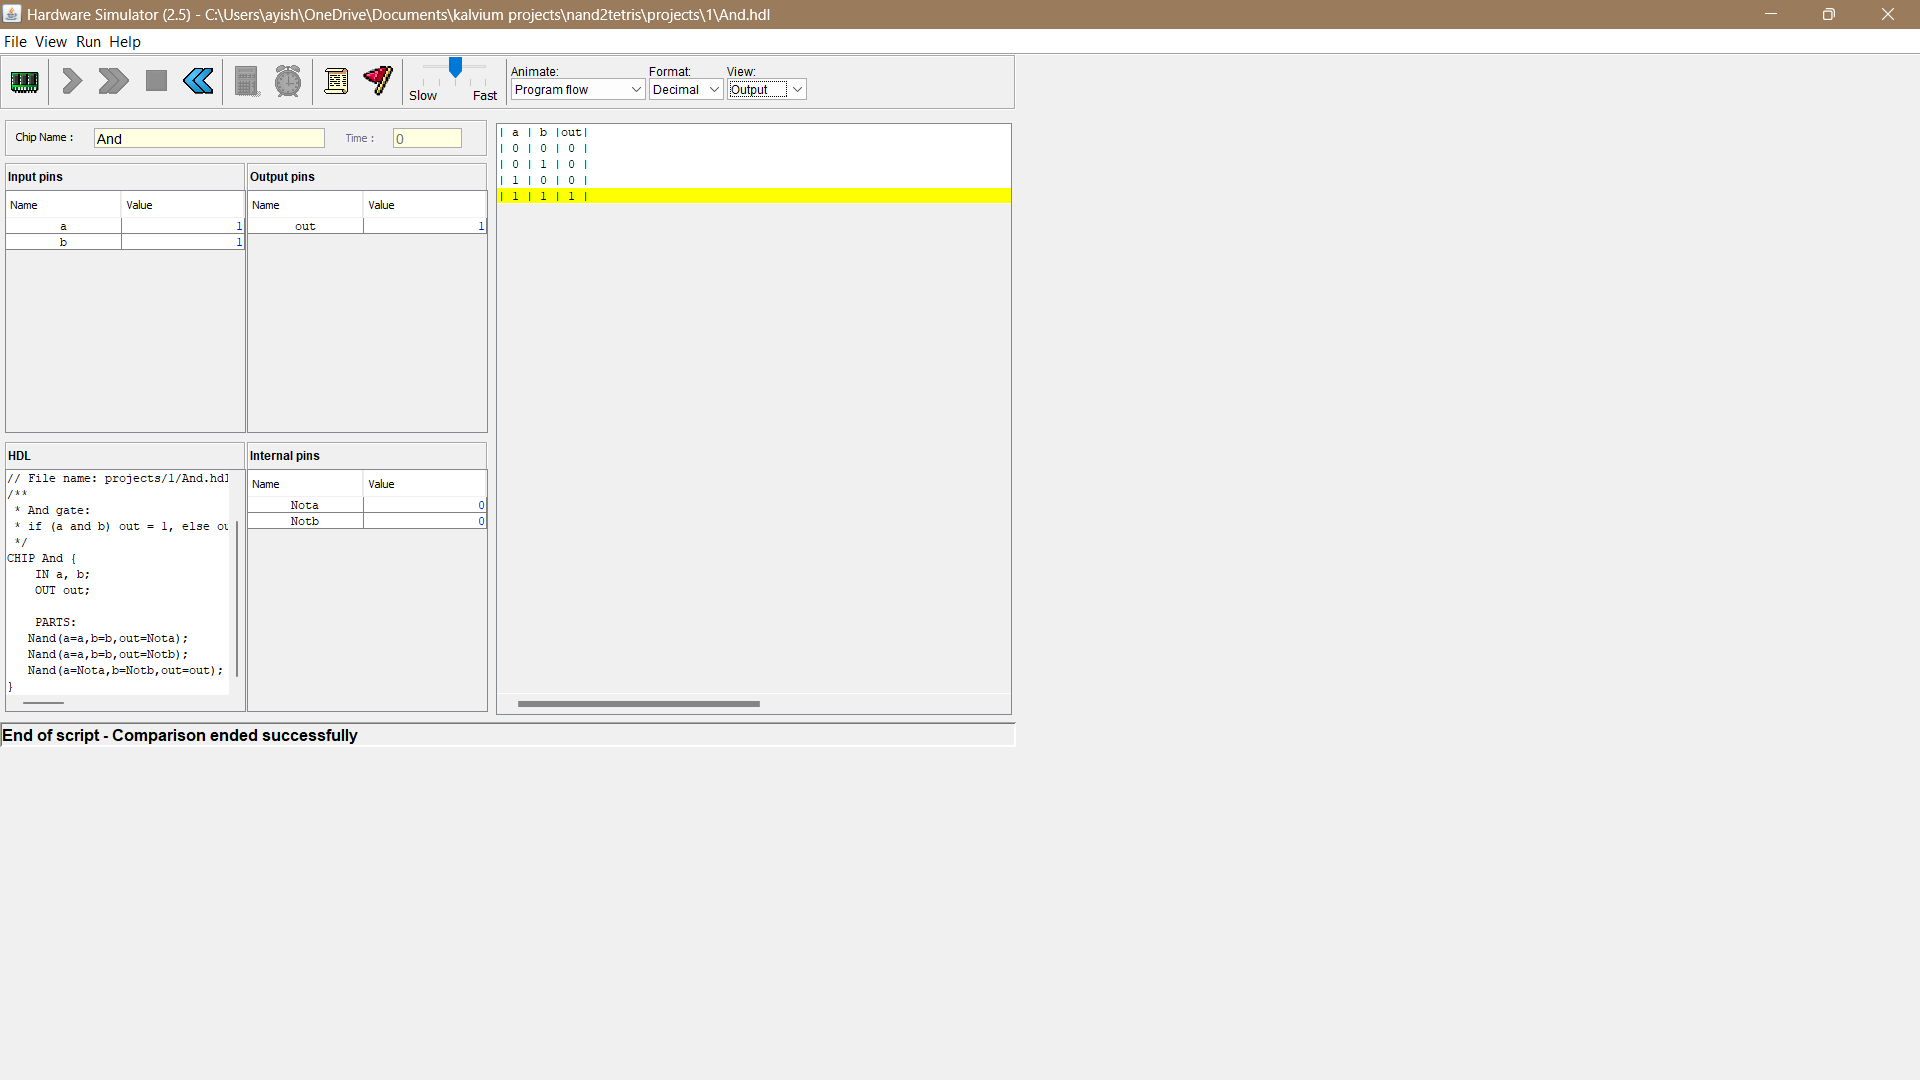 Hardware Simulator (2.5) - C:\Users\ayish\OneDrive\Documents\kalvium projects\nand2tetris\projects\1\And.hdl
File View Run Help
Slow Fast
Animate: Format: View:
Program flow Decimal Output
Chip Name : And Time : 0
Input pins
Name Value
a 1
b 1
Output pins
Name Value
out 1
HDL
// File name: projects/1/And.hdl
/**
 * And gate:
 * if (a and b) out = 1, else ou
 */
CHIP And {
    IN a, b;
    OUT out;
    PARTS:
   Nand(a=a,b=b,out=Nota);
   Nand(a=a,b=b,out=Notb);
   Nand(a=Nota,b=Notb,out=out);
}
Internal pins
Name Value
Nota 0
Notb 0
| a | b |out|
| 0 | 0 | 0 |
| 0 | 1 | 0 |
| 1 | 0 | 0 |
| 1 | 1 | 1 |
End of script - Comparison ended successfully